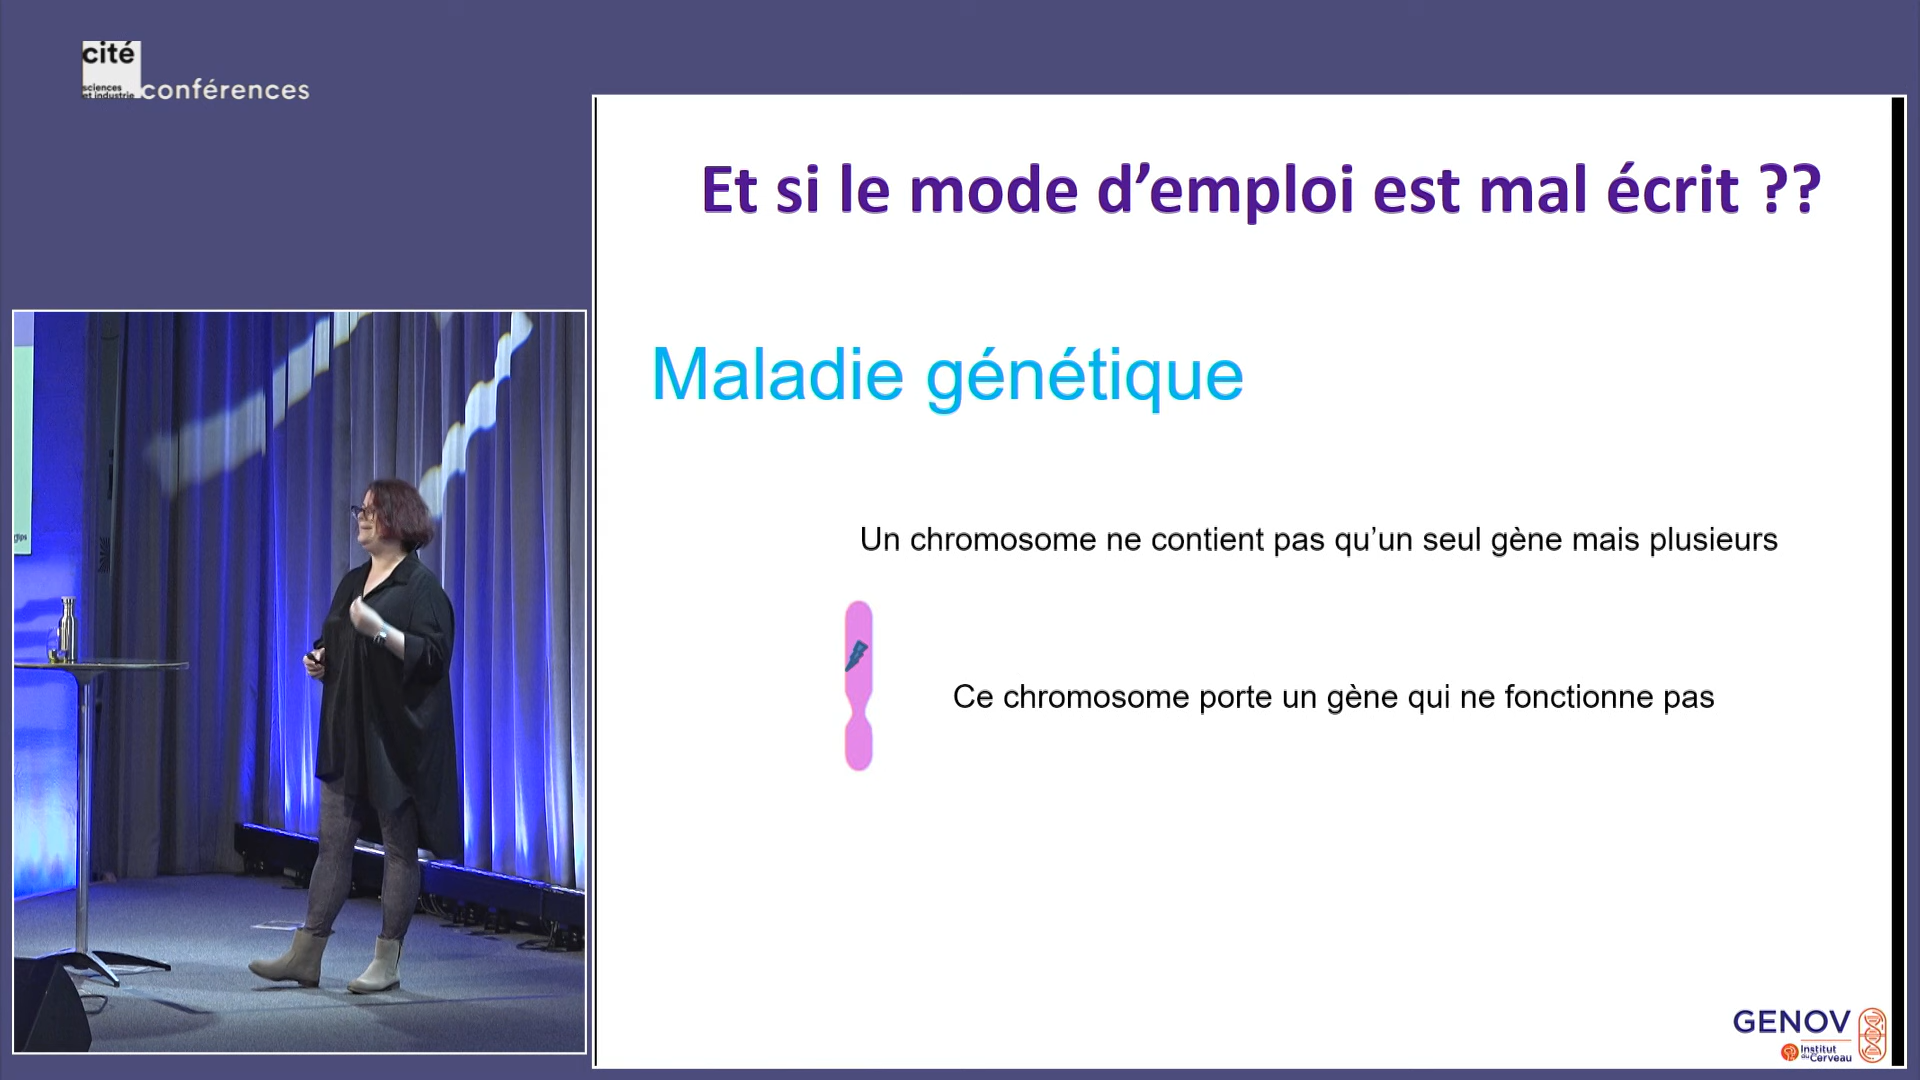 cité
sciences
et industrie
conférences
Et si le mode d’emploi est mal écrit ??
Maladie génétique
Un chromosome ne contient pas qu’un seul gène mais plusieurs
Ce chromosome porte un gène qui ne fonctionne pas
GENOV
Institut
du Cerveau